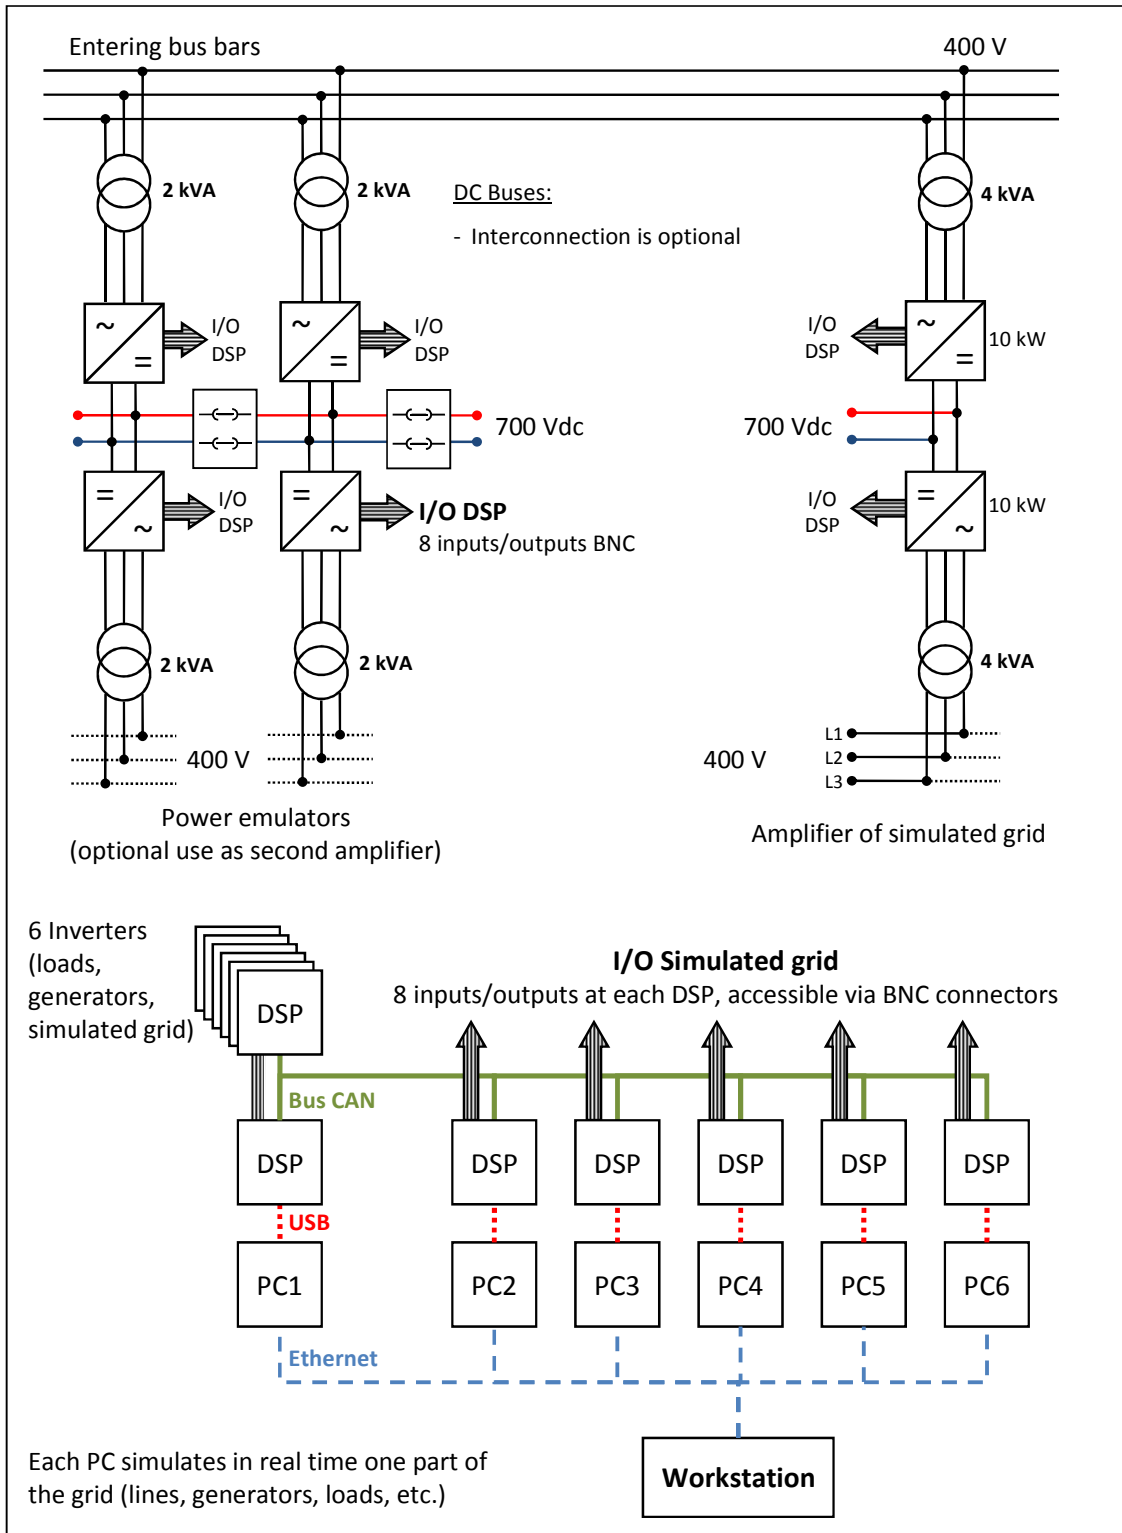 Entering bus bars
400 V
2 kVA
2 kVA
4 kVA
DC Buses:
- Interconnection is optional
~
=
I/O
DSP
~
=
I/O
DSP
I/O
DSP
~
=
10 kW
700 Vdc
700 Vdc
=
~
I/O
DSP
=
~
I/O DSP
8 inputs/outputs BNC
I/O
DSP
=
~
10 kW
2 kVA
2 kVA
4 kVA
400 V
400 V
L1
L2
L3
Power emulators
(optional use as second amplifier)
Amplifier of simulated grid
6 Inverters
(loads,
generators,
simulated grid)
DSP
I/O Simulated grid
8 inputs/outputs at each DSP, accessible via BNC connectors
Bus CAN
DSP
DSP
DSP
DSP
DSP
DSP
USB
PC1
PC2
PC3
PC4
PC5
PC6
Ethernet
Each PC simulates in real time one part of
the grid (lines, generators, loads, etc.)
Workstation